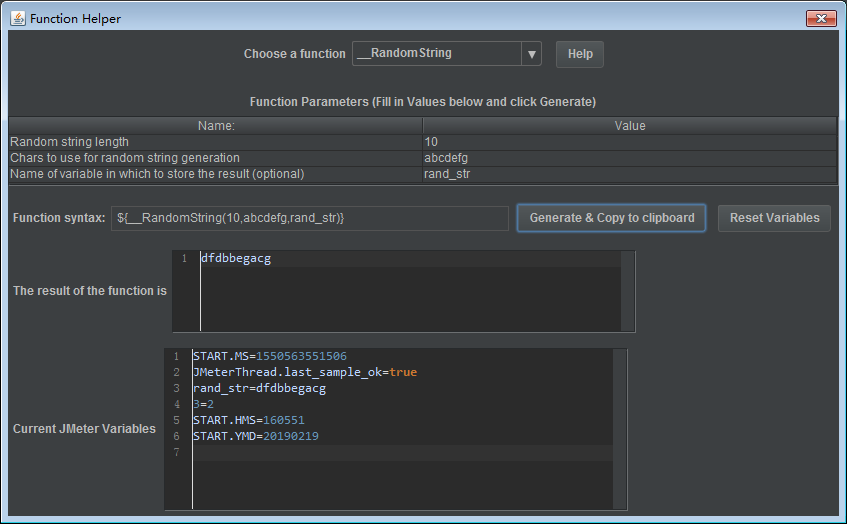 Function Helper
Choose a function __RandomString Help
Function Parameters (Fill in Values below and click Generate)
Name: Value
Random string length 10
Chars to use for random string generation abcdefg
Name of variable in which to store the result (optional) rand_str
Function syntax: ${__RandomString(10,abcdefg,rand_str)} Generate & Copy to clipboard Reset Variables
The result of the function is
1 dfdbbegacg
Current JMeter Variables
1 START.MS=1550563551506
2 JMeterThread.last_sample_ok=true
3 rand_str=dfdbbegacg
4 3=2
5 START.HMS=160551
6 START.YMD=20190219
7